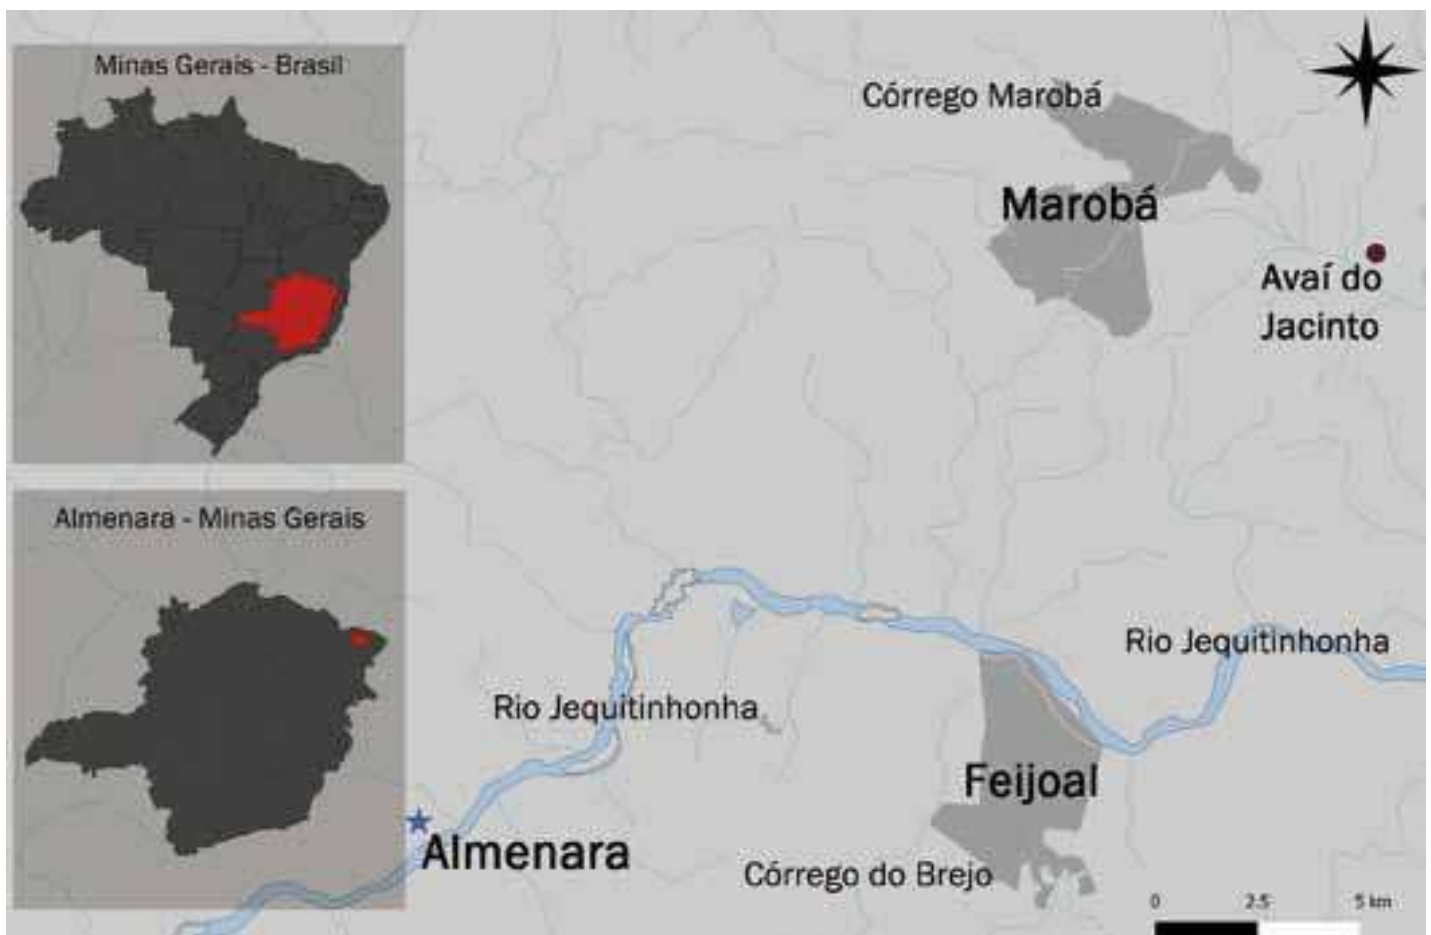 Minas Gerais - Brasil
Córrego Marobá
Marobá
Avaí do
Jacinto
Almenara - Minas Gerais
Rio Jequitinhonha
Rio Jequitinhonha
Feijoal
Almenara
Córrego do Brejo
0 2.5 5 km